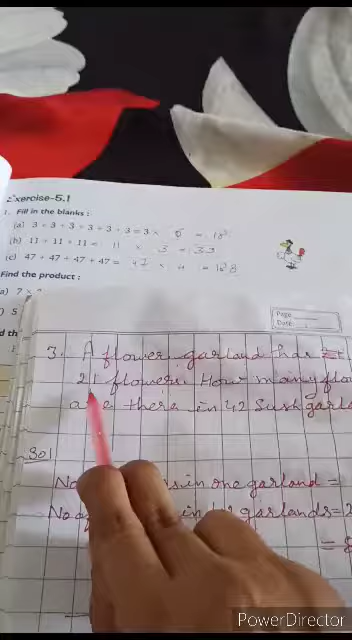 Exercise-5.1
1. Fill in the blanks :
(a) 3 + 3 + 3 + 3 + 3 + 3 = 3 × 6 = 18
(b) 11 + 11 + 11 = 11 × 3 = 33
(c) 47 + 47 + 47 + 47 = 47 × 4 = 188
Find the product :
a) 7 ×
Page
Date
3. A flower garland has
21 flowers. How many
are there in 42 such
Sol
No in one garland =
No in garlands =
=
PowerDirector